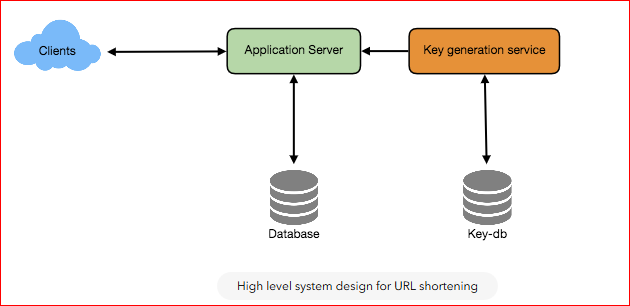 Clients
Application Server
Key generation service
Database
Key-db
High level system design for URL shortening